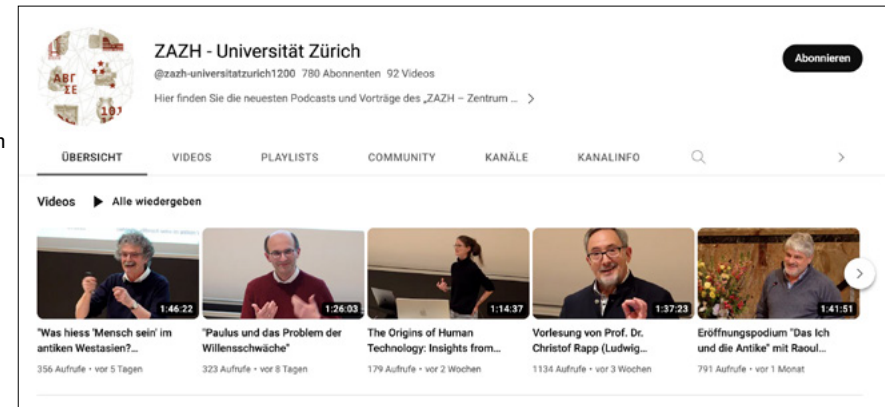 ZAZH - Universität Zürich
@zazh-universitatzurich1200 780 Abonnenten 92 Videos
Hier finden Sie die neuesten Podcasts und Vorträge des „ZAZH – Zentrum ... >
Abonnieren
ΑΒΓ
ΣΕ
ÜBERSICHT VIDEOS PLAYLISTS COMMUNITY KANÄLE KANALINFO
Videos Alle wiedergeben
1:46:22
1:26:03
1:14:37
1:37:23
1:41:51
"Was hiess 'Mensch sein' im
antiken Westasien?...
356 Aufrufe • vor 5 Tagen
"Paulus und das Problem der
Willensschwäche"
323 Aufrufe • vor 8 Tagen
The Origins of Human
Technology: Insights from...
179 Aufrufe • vor 2 Wochen
Vorlesung von Prof. Dr.
Christof Rapp (Ludwig...
1134 Aufrufe • vor 3 Wochen
Eröffnungspodium "Das Ich
und die Antike" mit Raoul...
791 Aufrufe • vor 1 Monat